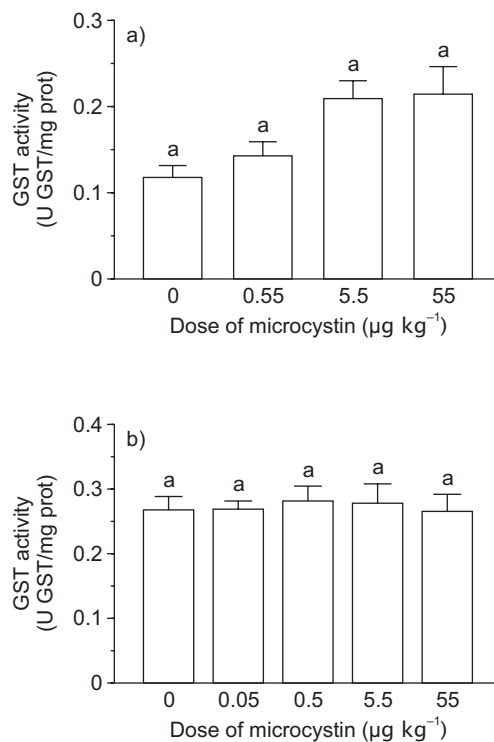 a)
GST activity
(U GST/mg prot)
0.3
0.2
0.1
0
a a a a
0 0.55 5.5 55
Dose of microcystin (µg kg⁻¹)
b)
GST activity
(U GST/mg prot)
0.4
0.3
0.2
0.1
0
a a a a a
0 0.05 0.5 5.5 55
Dose of microcystin (µg kg⁻¹)